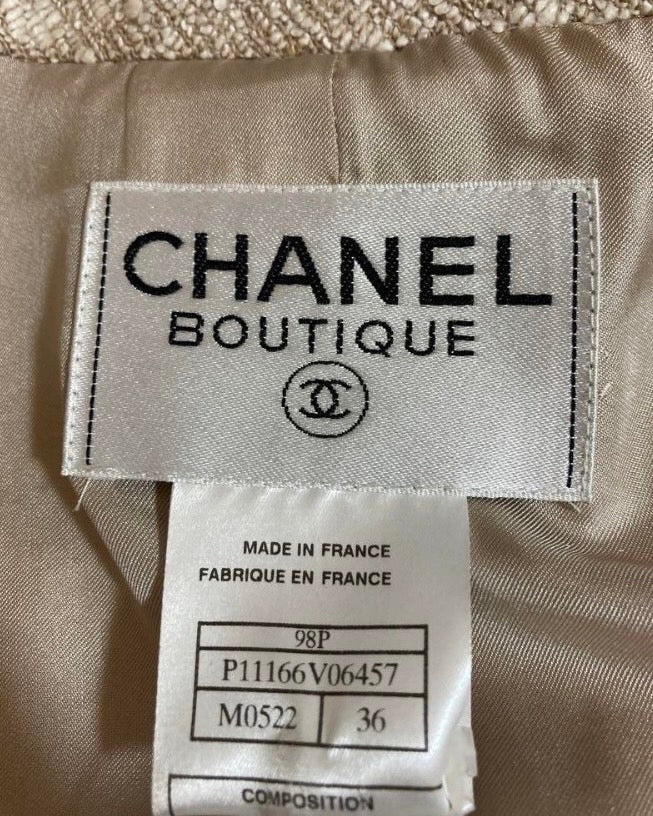 CHANEL
BOUTIQUE
MADE IN FRANCE
FABRIQUE EN FRANCE
98P
P11166V06457
M0522 36
COMPOSITION